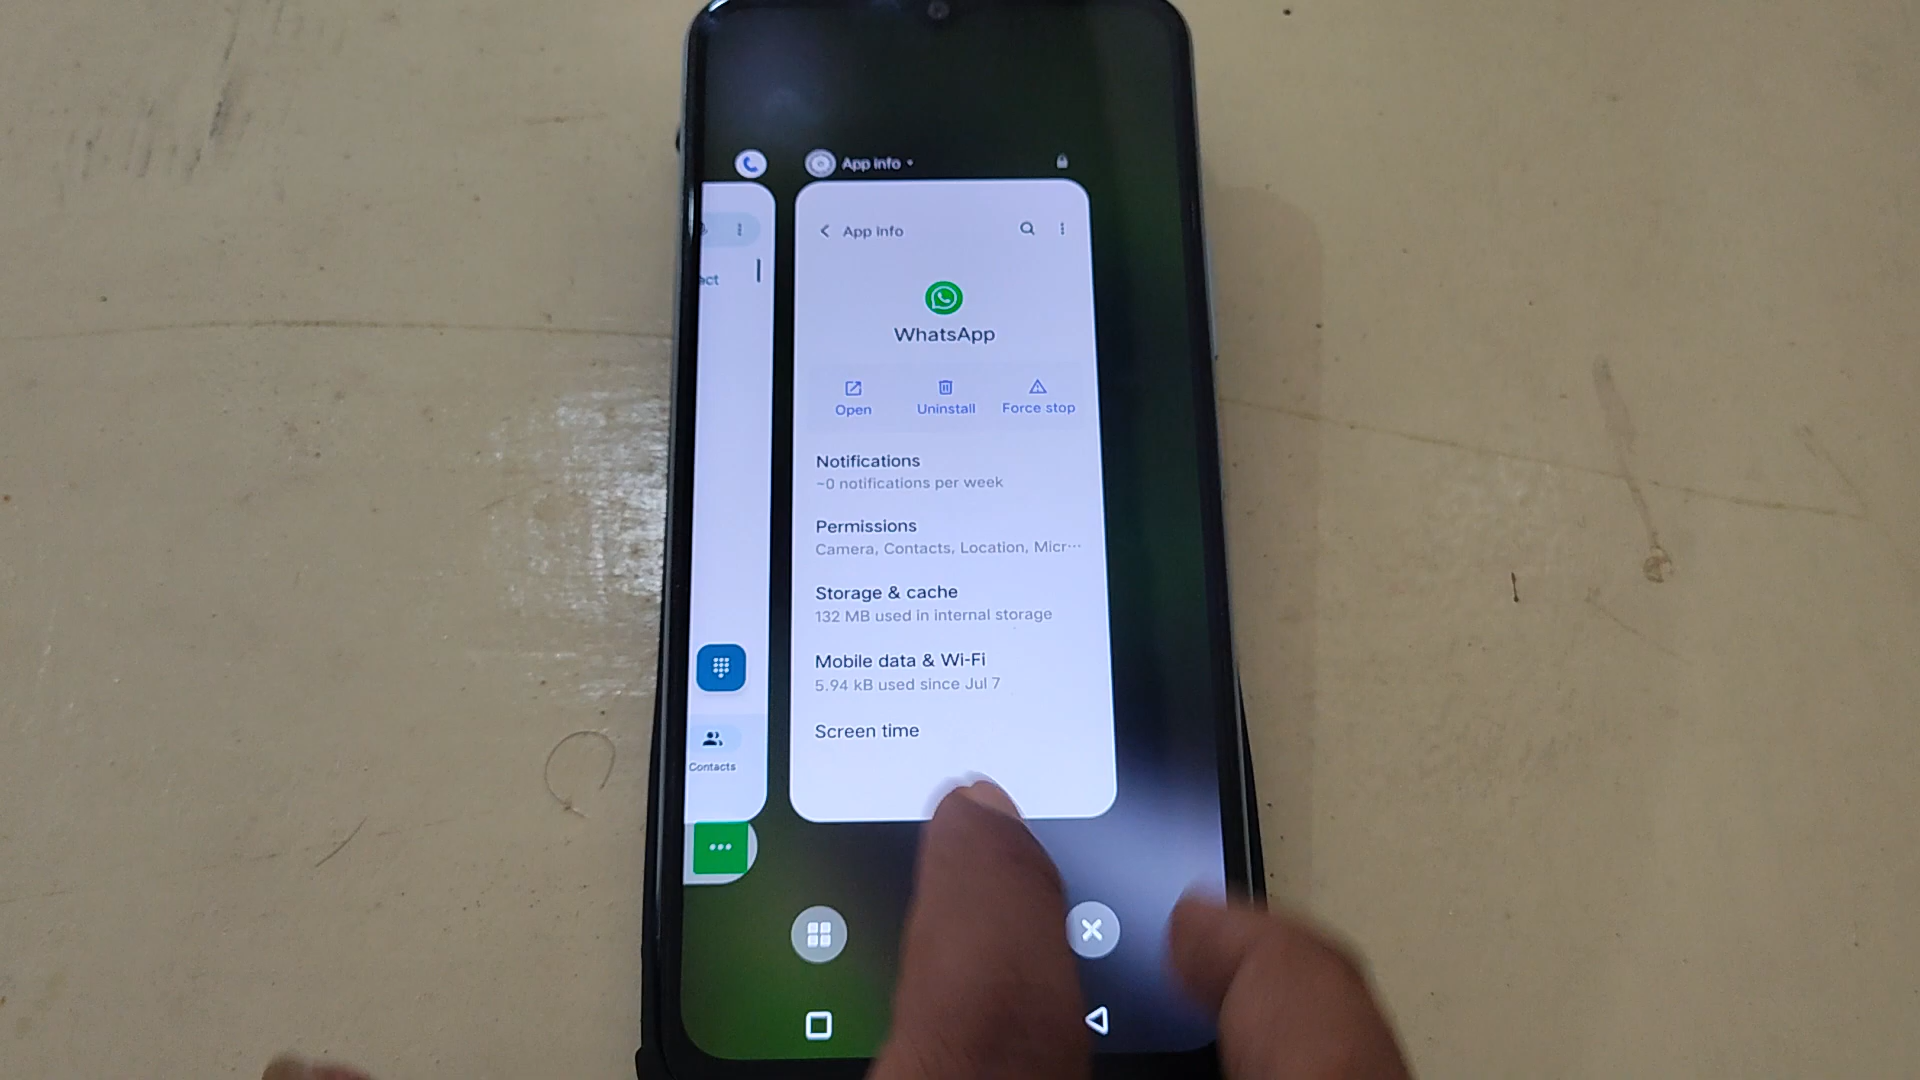 App info
App info
ect
WhatsApp
Open
Uninstall
Force stop
Notifications
~0 notifications per week
Permissions
Camera, Contacts, Location, Micr...
Storage & cache
132 MB used in internal storage
Mobile data & Wi-Fi
5.94 kB used since Jul 7
Screen time
Contacts